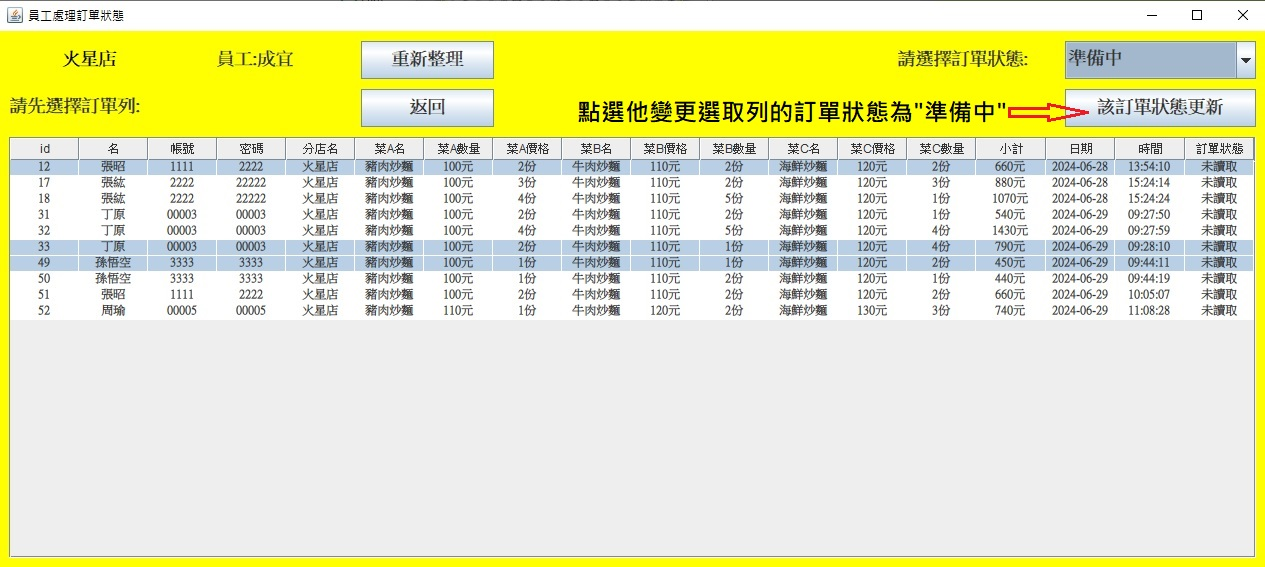 員工處理訂單狀態
火星店 員工:成宜 重新整理 請選擇訂單狀態: 準備中
請先選擇訂單列: 返回 點選他變更選取列的訂單狀態為"準備中" 該訂單狀態更新
id 名 帳號 密碼 分店名 菜A名 菜A數量 菜A價格 菜B名 菜B價格 菜B數量 菜C名 菜C價格 菜C數量 小計 日期 時間 訂單狀態
12 張昭 1111 2222 火星店 豬肉炒麵 100元 2份 牛肉炒麵 110元 2份 海鮮炒麵 120元 2份 660元 2024-06-28 13:54:10 未讀取
17 張紘 2222 22222 火星店 豬肉炒麵 100元 3份 牛肉炒麵 110元 2份 海鮮炒麵 120元 3份 880元 2024-06-28 15:24:14 未讀取
18 張紘 2222 22222 火星店 豬肉炒麵 100元 4份 牛肉炒麵 110元 5份 海鮮炒麵 120元 1份 1070元 2024-06-28 15:24:24 未讀取
31 丁原 00003 00003 火星店 豬肉炒麵 100元 2份 牛肉炒麵 110元 2份 海鮮炒麵 120元 1份 540元 2024-06-29 09:27:50 未讀取
32 丁原 00003 00003 火星店 豬肉炒麵 100元 4份 牛肉炒麵 110元 5份 海鮮炒麵 120元 4份 1430元 2024-06-29 09:27:59 未讀取
33 丁原 00003 00003 火星店 豬肉炒麵 100元 2份 牛肉炒麵 110元 1份 海鮮炒麵 120元 4份 790元 2024-06-29 09:28:10 未讀取
49 孫悟空 3333 3333 火星店 豬肉炒麵 100元 1份 牛肉炒麵 110元 1份 海鮮炒麵 120元 2份 450元 2024-06-29 09:44:11 未讀取
50 孫悟空 3333 3333 火星店 豬肉炒麵 100元 1份 牛肉炒麵 110元 2份 海鮮炒麵 120元 1份 440元 2024-06-29 09:44:19 未讀取
51 張昭 1111 2222 火星店 豬肉炒麵 100元 2份 牛肉炒麵 110元 2份 海鮮炒麵 120元 2份 660元 2024-06-29 10:05:07 未讀取
52 周瑜 00005 00005 火星店 豬肉炒麵 110元 1份 牛肉炒麵 120元 2份 海鮮炒麵 130元 3份 740元 2024-06-29 11:08:28 未讀取